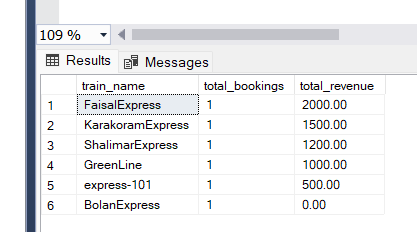 109 %
Results Messages
train_name total_bookings total_revenue
1 FaisalExpress 1 2000.00
2 KarakoramExpress 1 1500.00
3 ShalimarExpress 1 1200.00
4 GreenLine 1 1000.00
5 express-101 1 500.00
6 BolanExpress 1 0.00